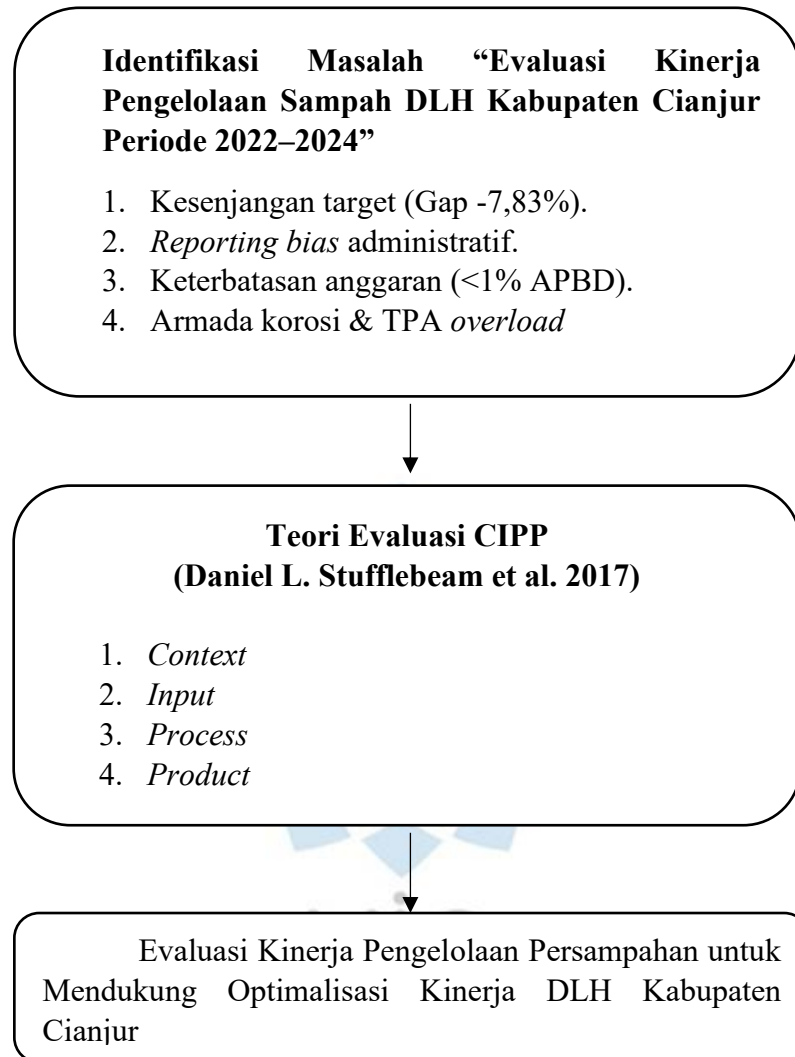 Identifikasi Masalah “Evaluasi Kinerja
Pengelolaan Sampah DLH Kabupaten Cianjur
Periode 2022–2024”
1. Kesenjangan target (Gap -7,83%).
2. Reporting bias administratif.
3. Keterbatasan anggaran (<1% APBD).
4. Armada korosi & TPA overload
Teori Evaluasi CIPP
(Daniel L. Stufflebeam et al. 2017)
1. Context
2. Input
3. Process
4. Product
Evaluasi Kinerja Pengelolaan Persampahan untuk
Mendukung Optimalisasi Kinerja DLH Kabupaten
Cianjur